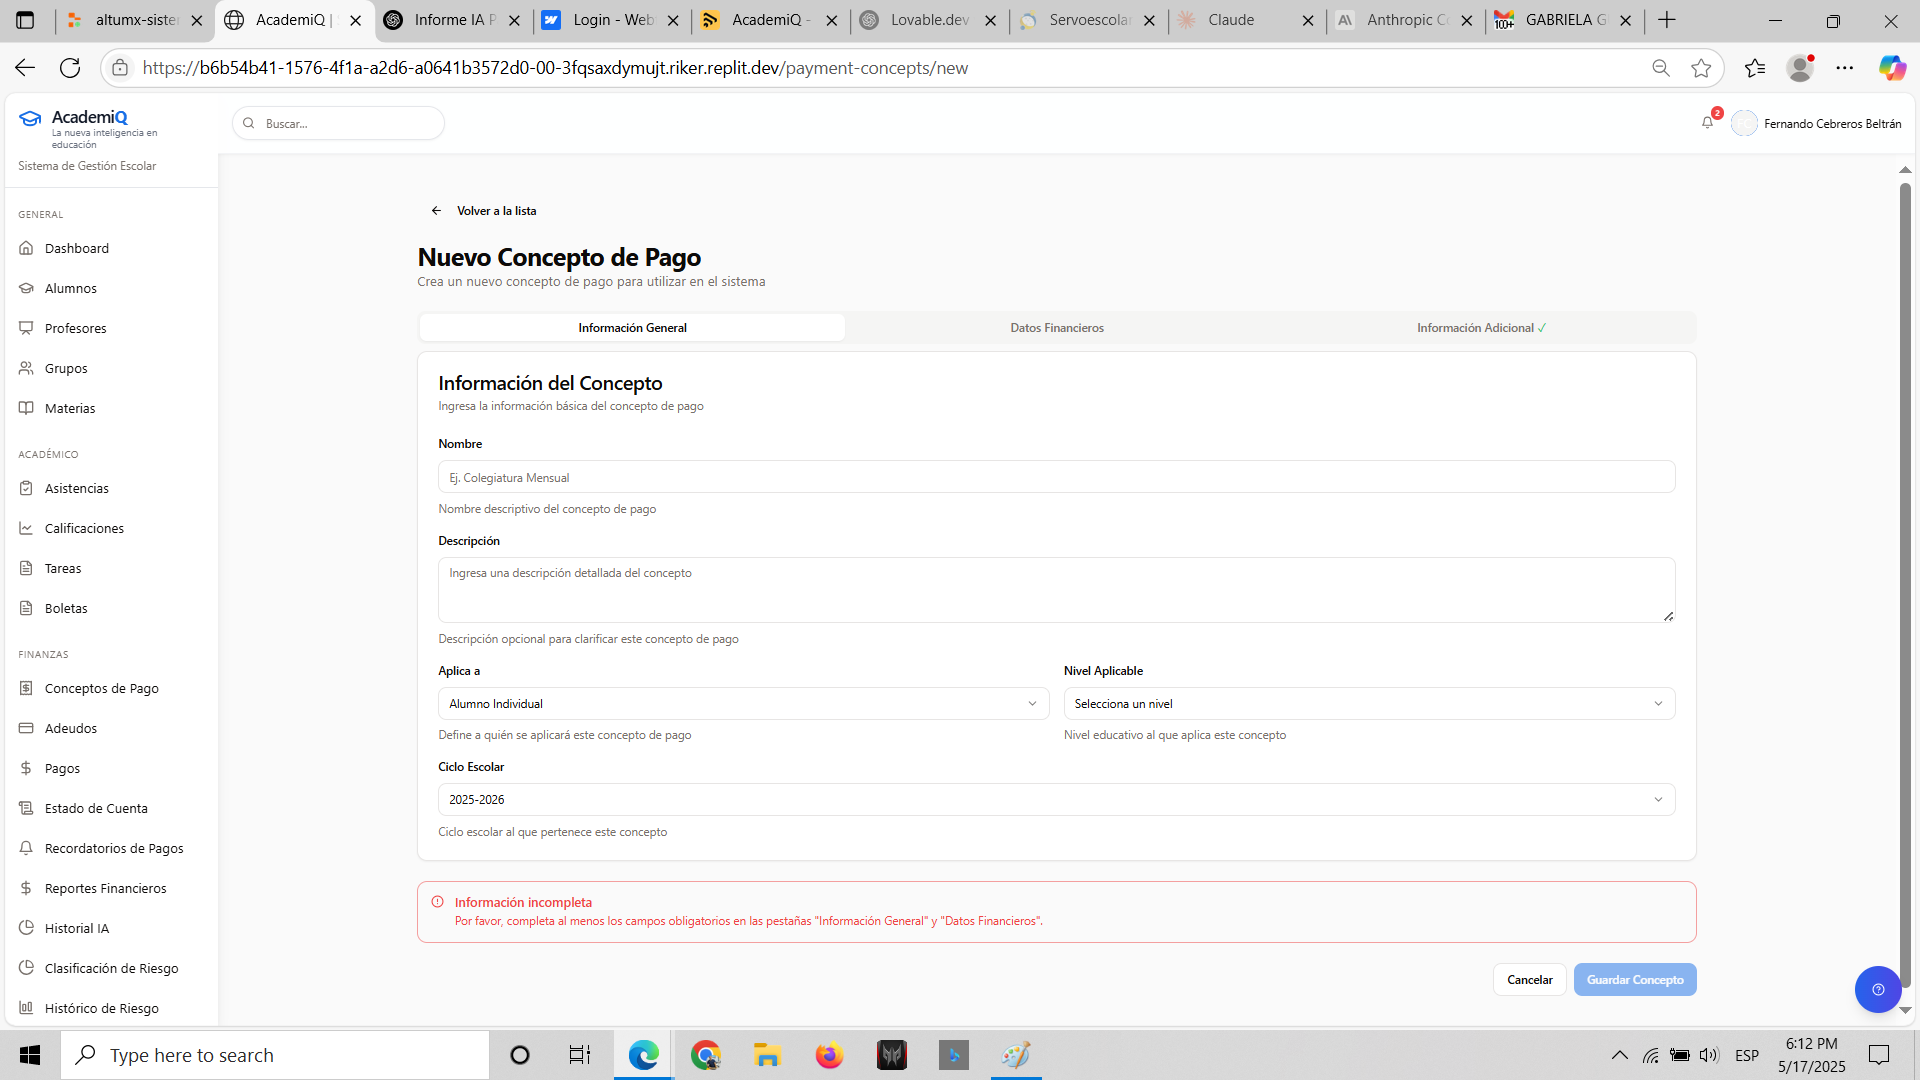 altumx-sister
AcademiQ |
Informe IA P
Login - Web
AcademiQ -
Lovable.dev
Servoescolar
Claude
Anthropic Co
GABRIELA G
https://b6b54b41-1576-4f1a-a2d6-a0641b3572d0-00-3fqsaxdymujt.riker.replit.dev/payment-concepts/new
AcademiQ
La nueva inteligencia en
educación
Sistema de Gestión Escolar
Buscar...
2
Fernando Cebreros Beltrán
GENERAL
Dashboard
Alumnos
Profesores
Grupos
Materias
ACADÉMICO
Asistencias
Calificaciones
Tareas
Boletas
FINANZAS
Conceptos de Pago
Adeudos
Pagos
Estado de Cuenta
Recordatorios de Pagos
Reportes Financieros
Historial IA
Clasificación de Riesgo
Histórico de Riesgo
Volver a la lista
Nuevo Concepto de Pago
Crea un nuevo concepto de pago para utilizar en el sistema
Información General
Datos Financieros
Información Adicional ✓
Información del Concepto
Ingresa la información básica del concepto de pago
Nombre
Ej. Colegiatura Mensual
Nombre descriptivo del concepto de pago
Descripción
Ingresa una descripción detallada del concepto
Descripción opcional para clarificar este concepto de pago
Aplica a
Nivel Aplicable
Alumno Individual
Selecciona un nivel
Define a quién se aplicará este concepto de pago
Nivel educativo al que aplica este concepto
Ciclo Escolar
2025-2026
Ciclo escolar al que pertenece este concepto
Información incompleta
Por favor, completa al menos los campos obligatorios en las pestañas "Información General" y "Datos Financieros".
Cancelar
Guardar Concepto
Type here to search
ESP
6:12 PM
5/17/2025